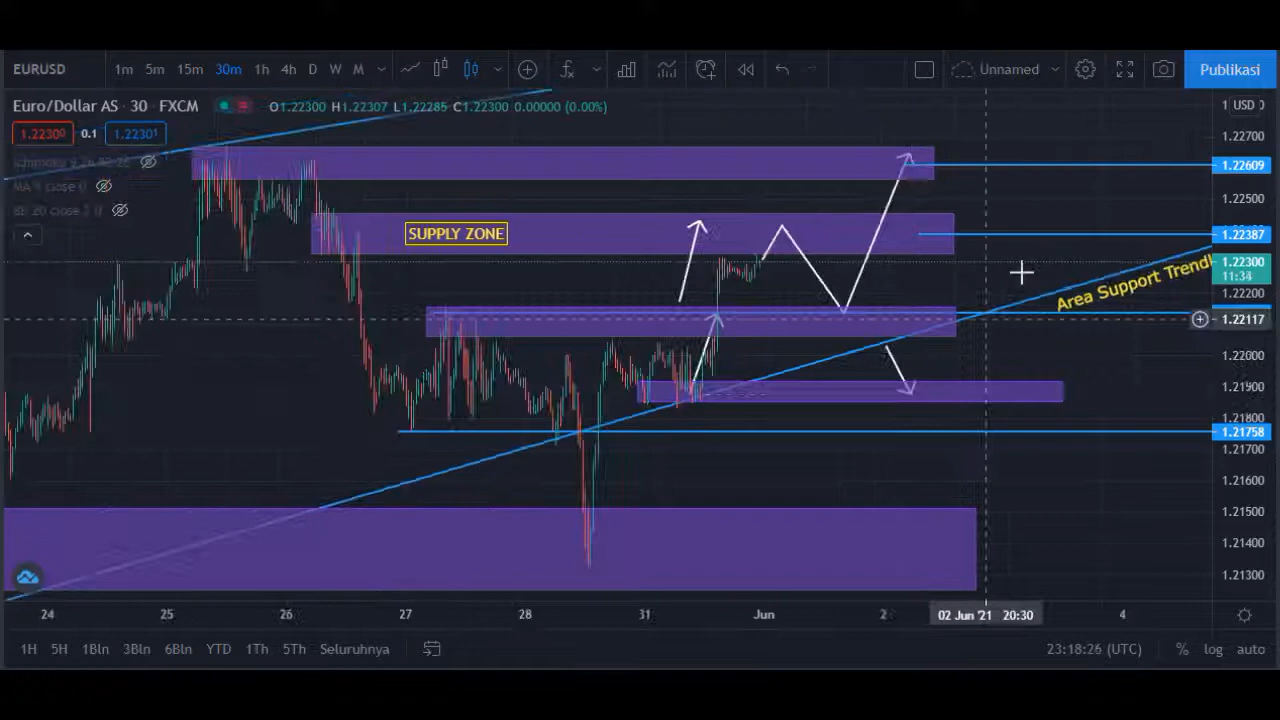 EURUSD 1m 5m 15m 30m 1h 4h D W M Unnamed Publikasi
Euro/Dollar AS · 30 · FXCM O1.22300 H1.22307 L1.22285 C1.22300 0.00000 (0.00%)
USD
1.22300 0.1 1.22301
1.22700
MA 9 close 0
1.22609
1.22500
SUPPLY ZONE
1.22387
1.22300
11:34
Area Support Trend
1.22200
1.22117
1.22000
1.21900
1.21800
1.21758
1.21700
1.21600
1.21500
1.21400
1.21300
24 25 26 27 28 31 Jun 2 02 Jun '21 20:30 4
1H 5H 1Bln 3Bln 6Bln YTD 1Th 5Th Seluruhnya 23:18:26 (UTC) % log auto